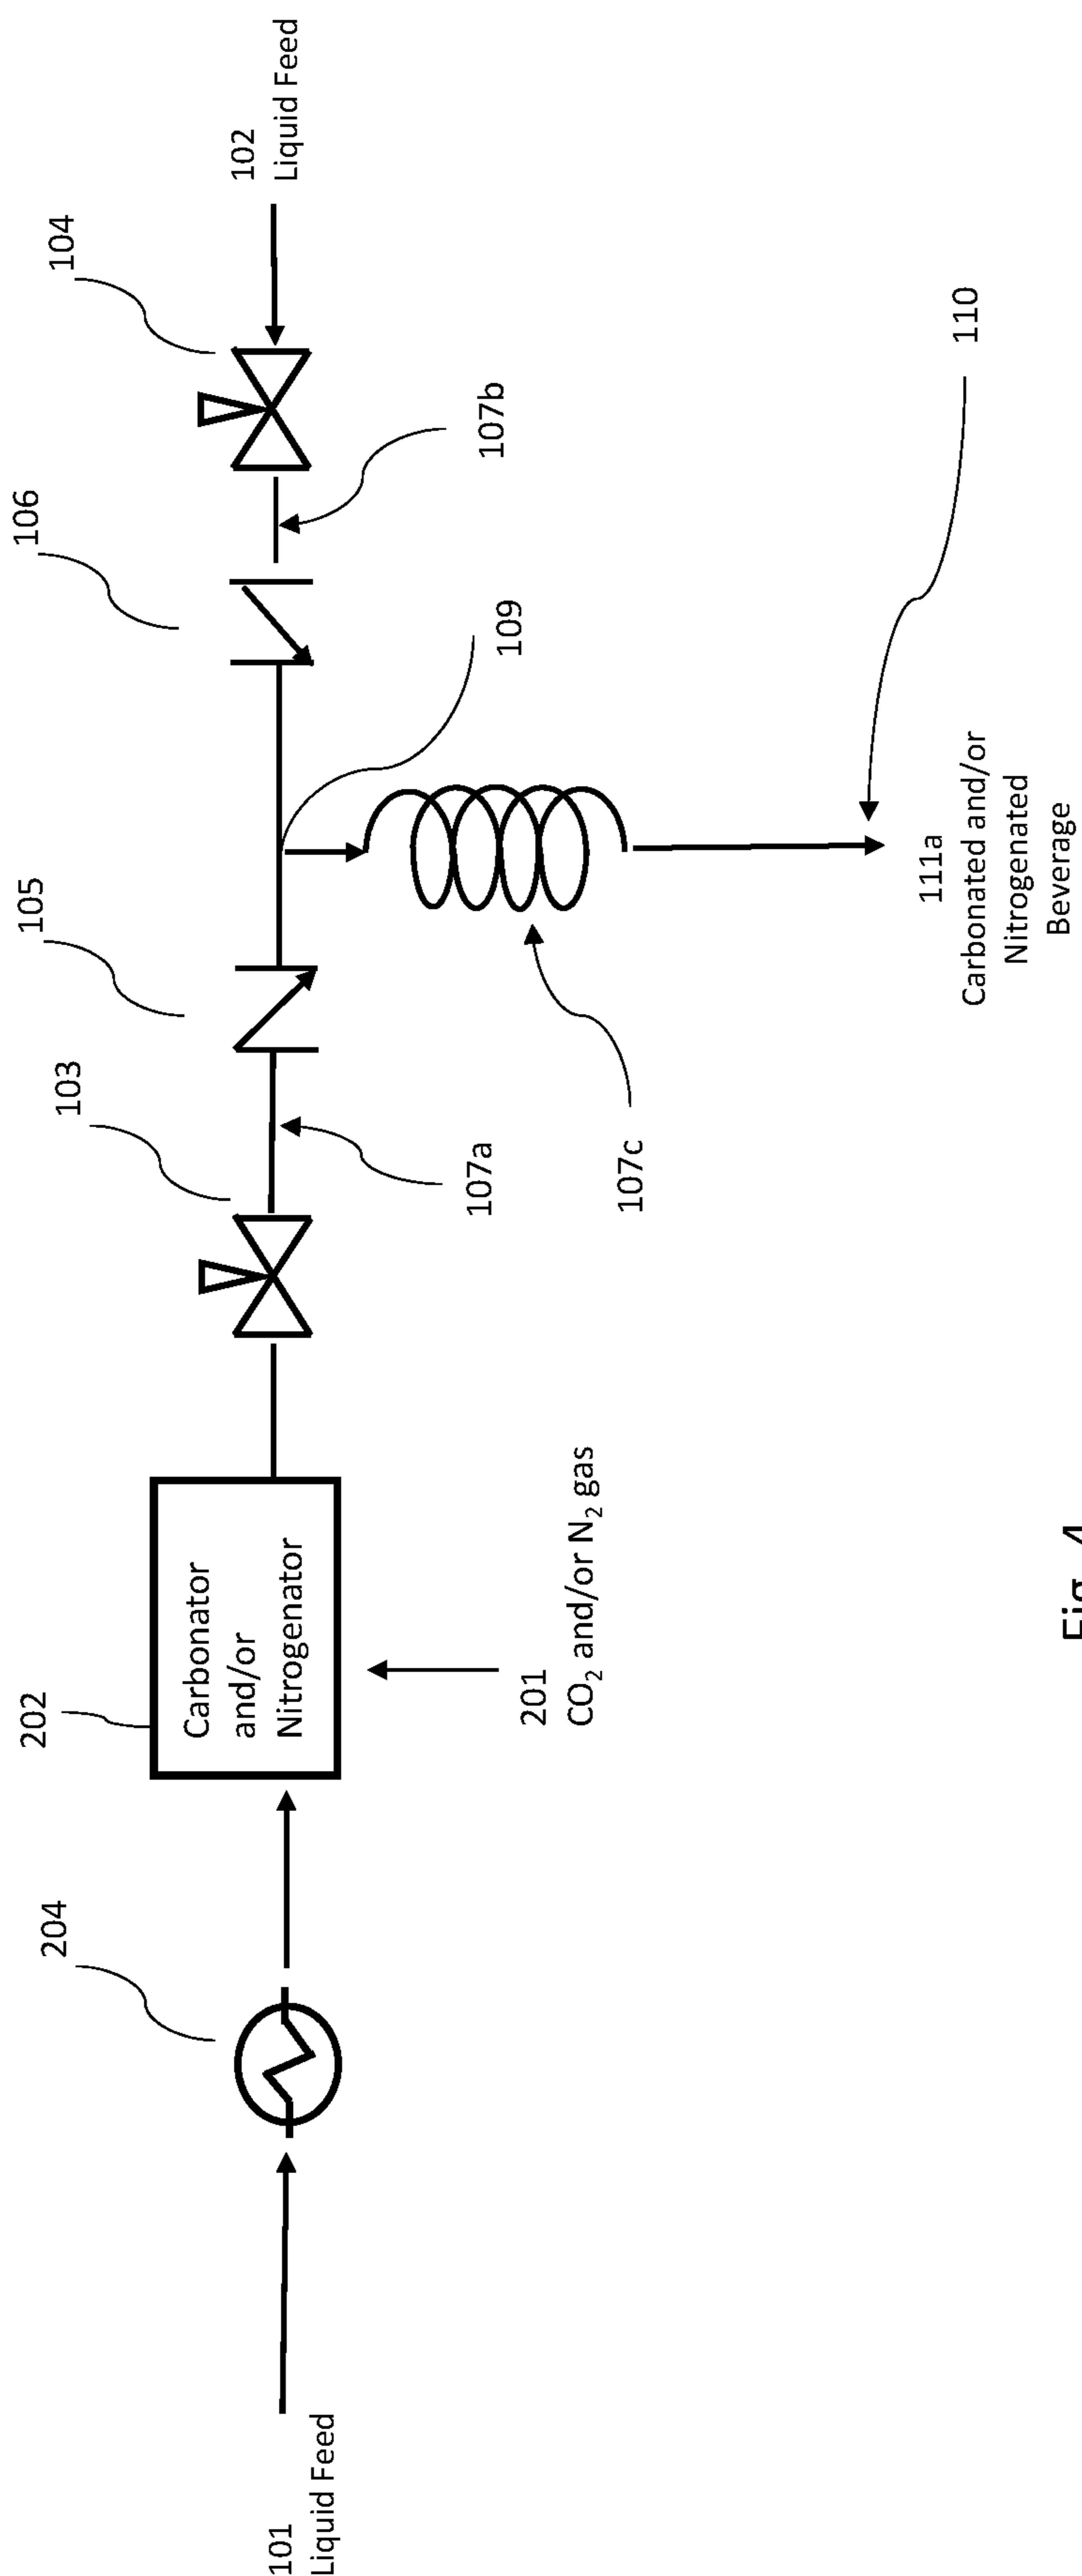 101
Liquid Feed
204
202
Carbonator
and/or
Nitrogenator
201
CO₂ and/or N₂ gas
103
107a
105
107c
109
106
107b
104
102
Liquid Feed
110
111a
Carbonated and/or
Nitrogenated
Beverage